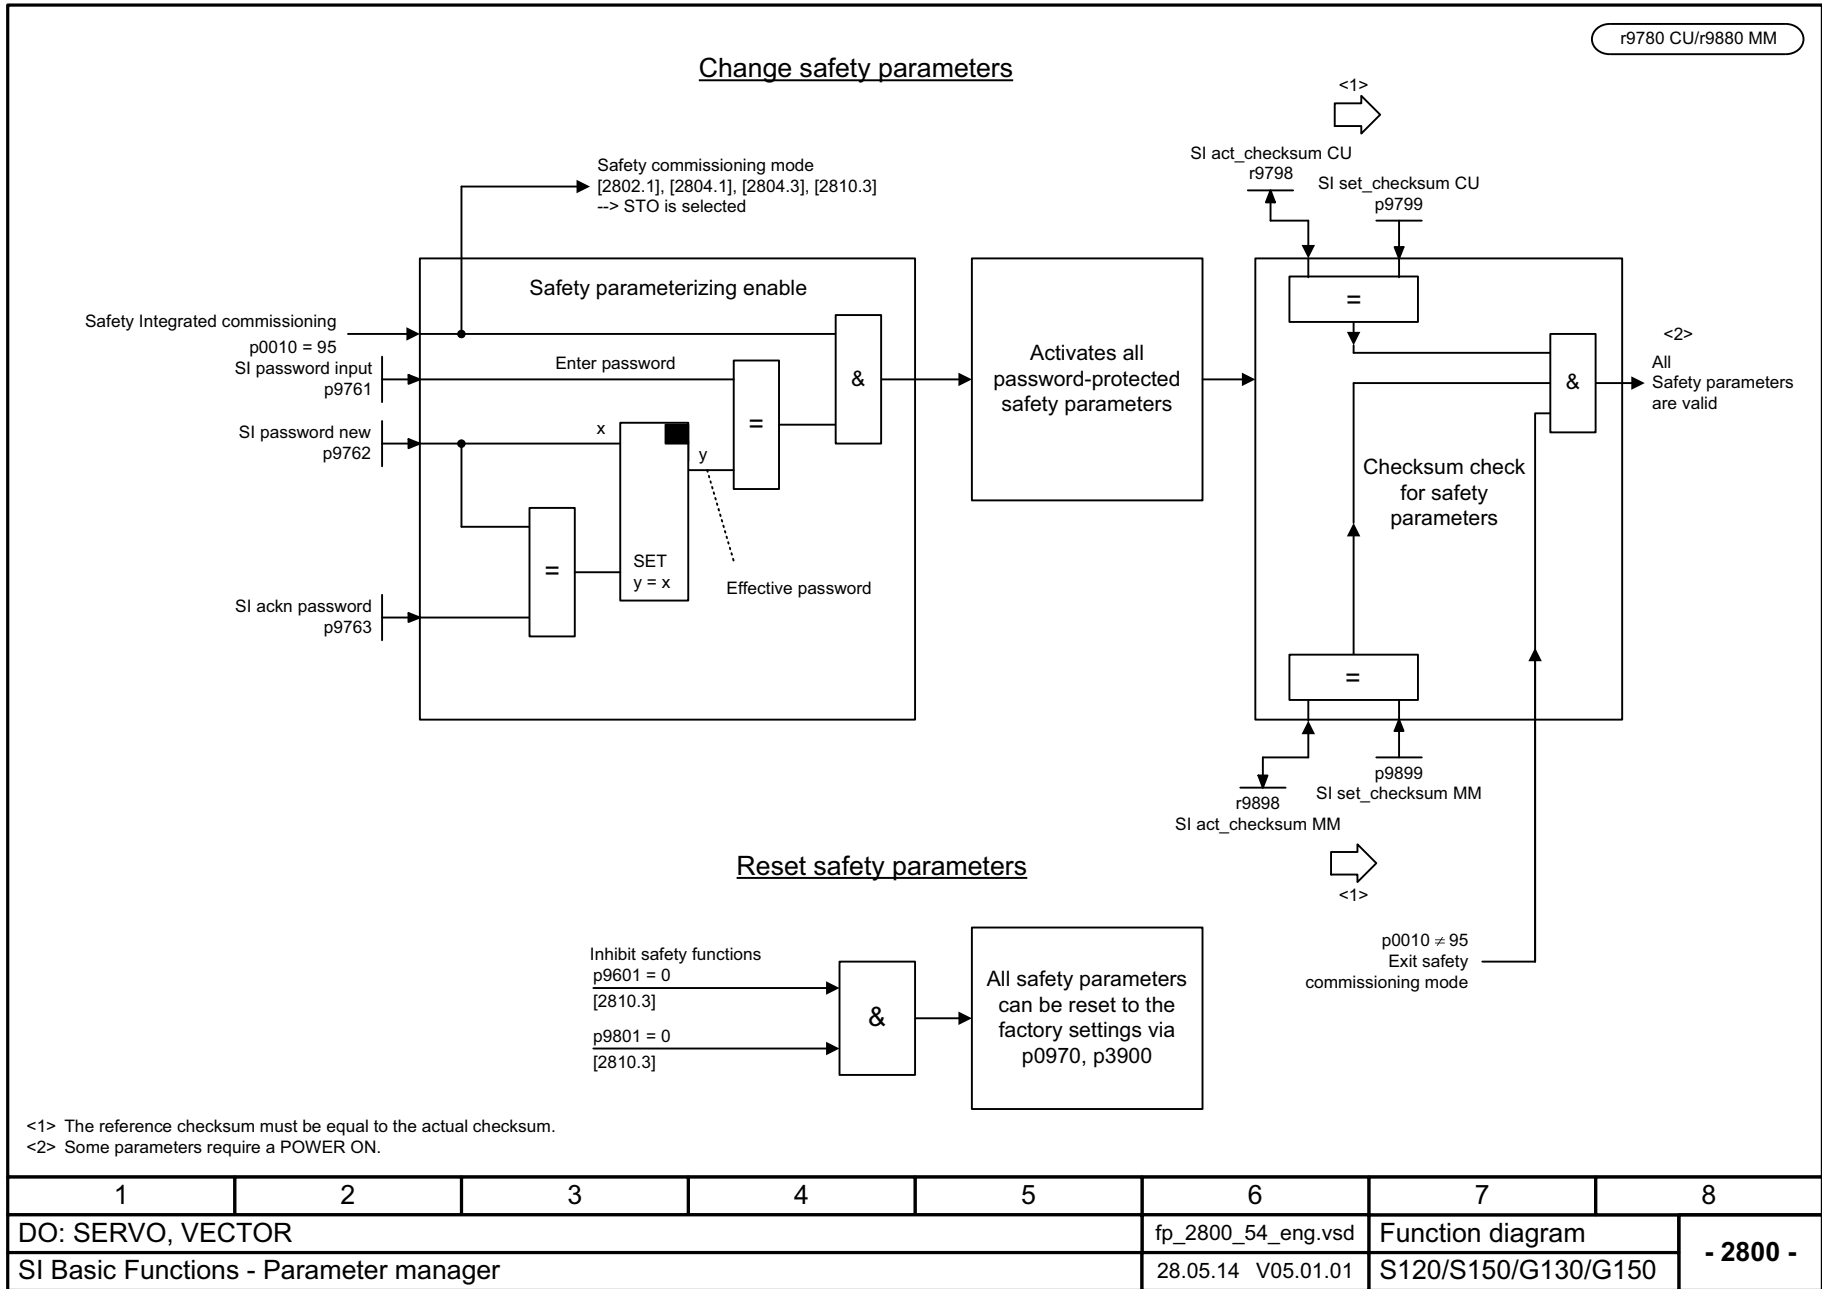 r9780 CU/r9880 MM
Change safety parameters
<1>
SI act_checksum CU
r9798
SI set_checksum CU
p9799
Safety commissioning mode
[2802.1], [2804.1], [2804.3], [2810.3]
--> STO is selected
Safety parameterizing enable
Safety Integrated commissioning
p0010 = 95
SI password input
p9761
Enter password
SI password new
p9762
x
y
=
&
=
SET
y = x
Effective password
SI ackn password
p9763
Activates all
password-protected
safety parameters
=
&
<2>
All
Safety parameters
are valid
Checksum check
for safety
parameters
=
r9898
SI act_checksum MM
p9899
SI set_checksum MM
<1>
p0010 ≠ 95
Exit safety
commissioning mode
Reset safety parameters
Inhibit safety functions
p9601 = 0
[2810.3]
p9801 = 0
[2810.3]
&
All safety parameters
can be reset to the
factory settings via
p0970, p3900
<1> The reference checksum must be equal to the actual checksum.
<2> Some parameters require a POWER ON.
1 2 3 4 5 6 7 8
DO: SERVO, VECTOR
fp_2800_54_eng.vsd
Function diagram
- 2800 -
SI Basic Functions - Parameter manager
28.05.14 V05.01.01
S120/S150/G130/G150